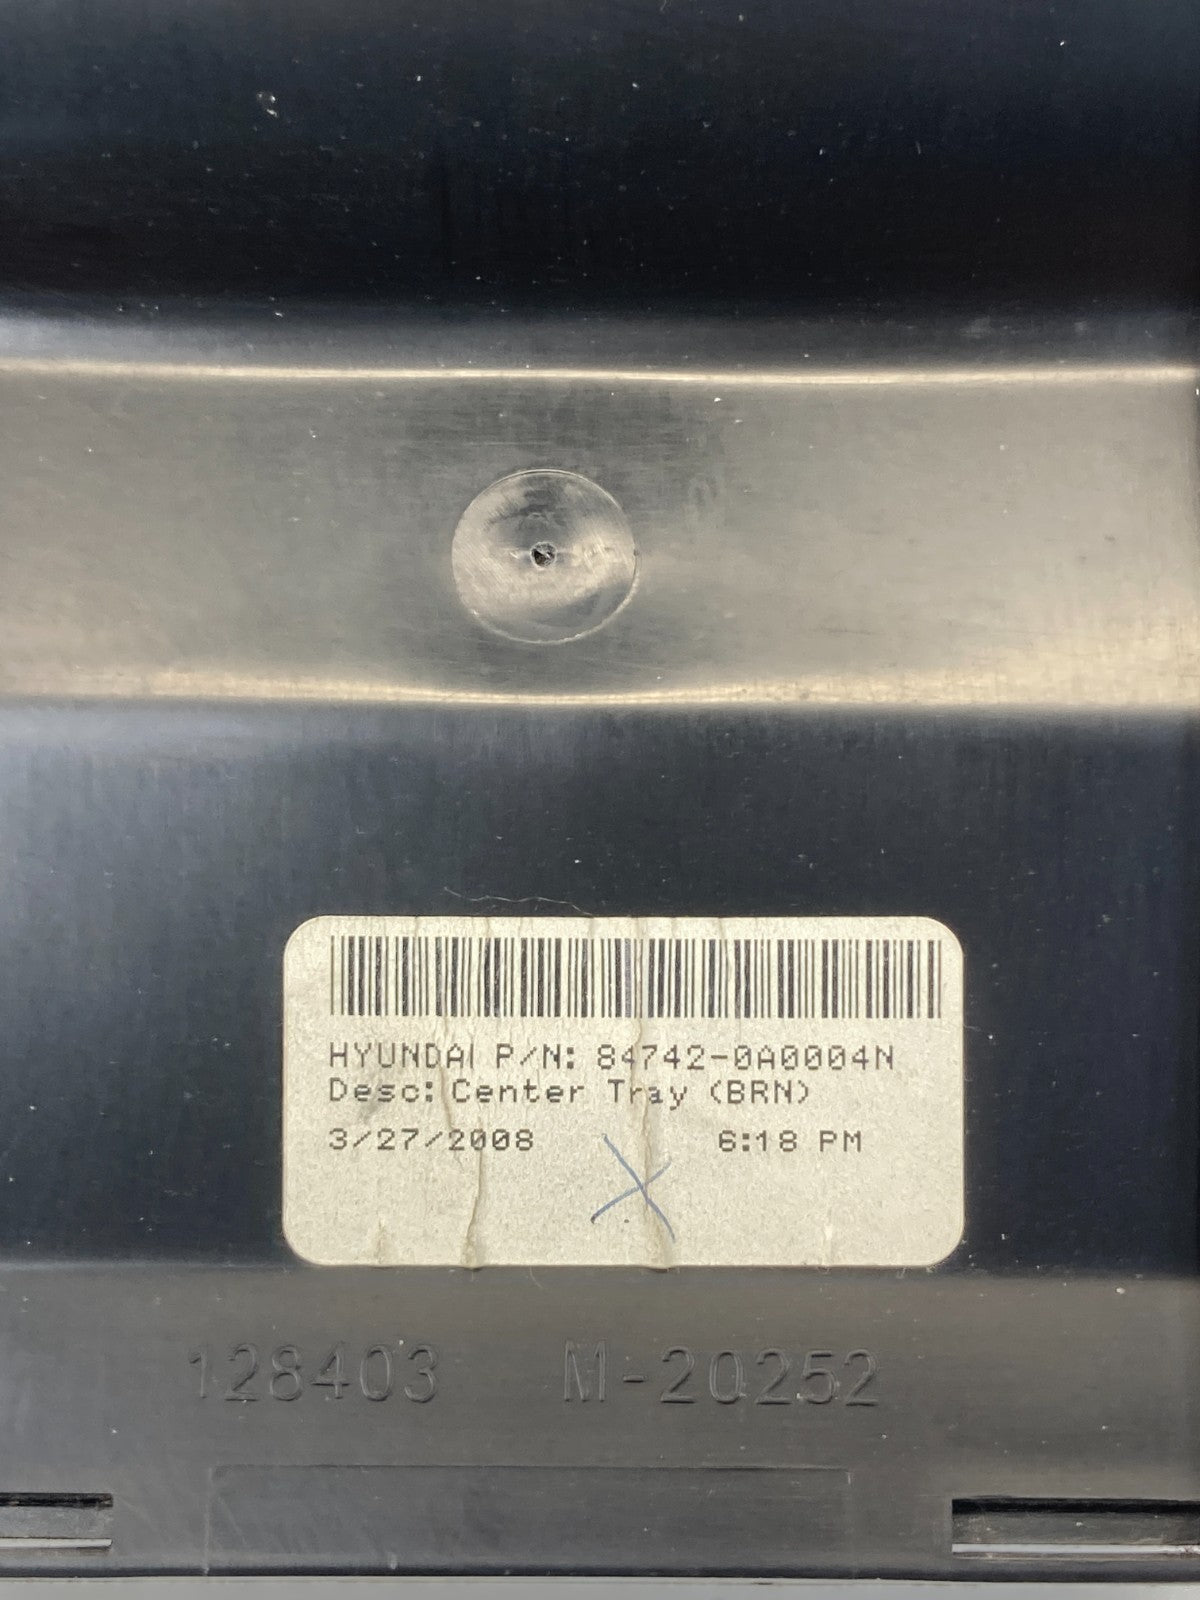 HYUNDAI P/N: 84742-0A0004N
Desc: Center Tray (BRN)
3/27/2008 6:18 PM
128403 M-20252